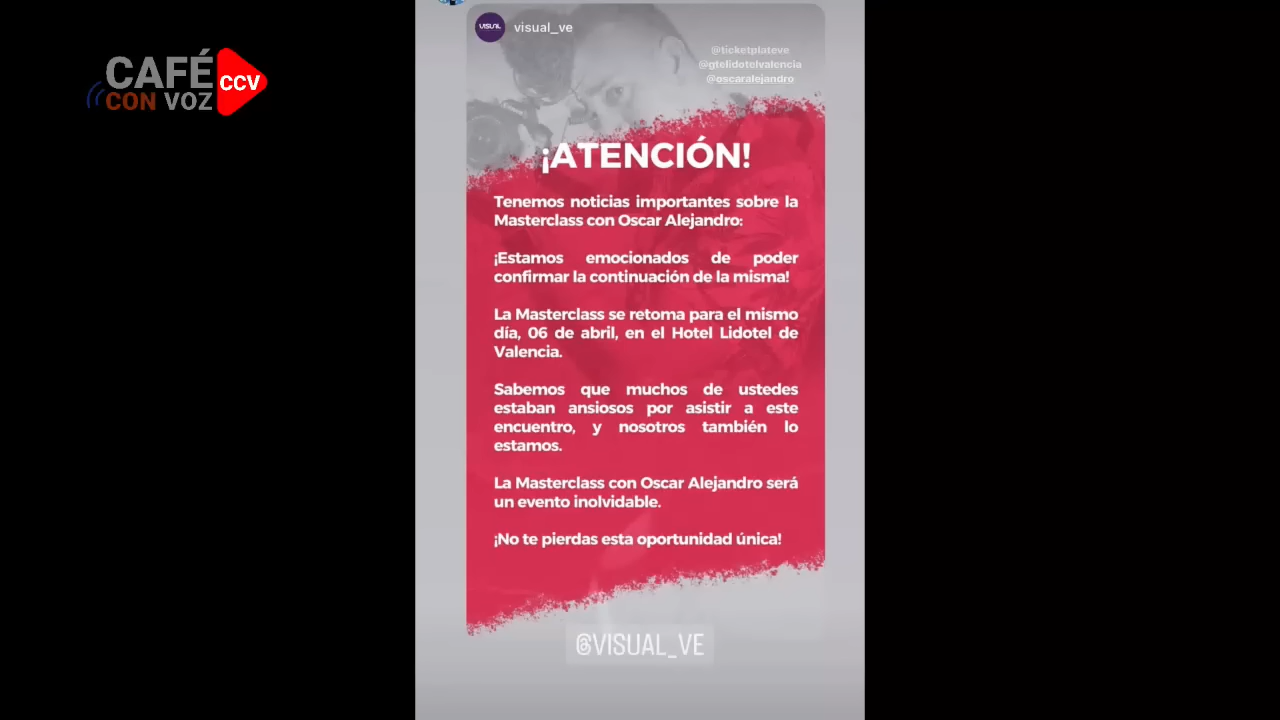 CAFÉ
CON VOZ
CCV
VISUAL
visual_ve
@ticketplateve
@gtelidotelvalencia
@oscaralejandro
¡ATENCIÓN!
Tenemos noticias importantes sobre la
Masterclass con Oscar Alejandro:
¡Estamos emocionados de poder
confirmar la continuación de la misma!
La Masterclass se retoma para el mismo
día, 06 de abril, en el Hotel Lidotel de
Valencia.
Sabemos que muchos de ustedes
estaban ansiosos por asistir a este
encuentro, y nosotros también lo
estamos.
La Masterclass con Oscar Alejandro será
un evento inolvidable.
¡No te pierdas esta oportunidad única!
@VISUAL_VE